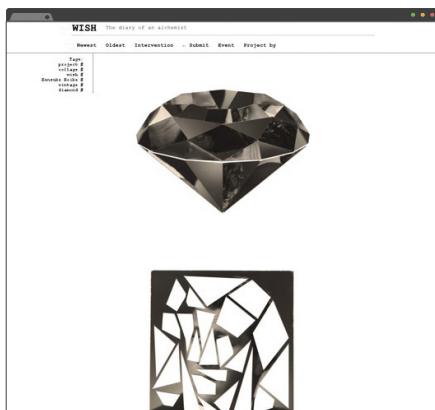 WISH The diary of an alchemist
Newest Oldest Intervention Submit Event Project by
Tags:
project #
collage #
wish #
vintage #
diamond #